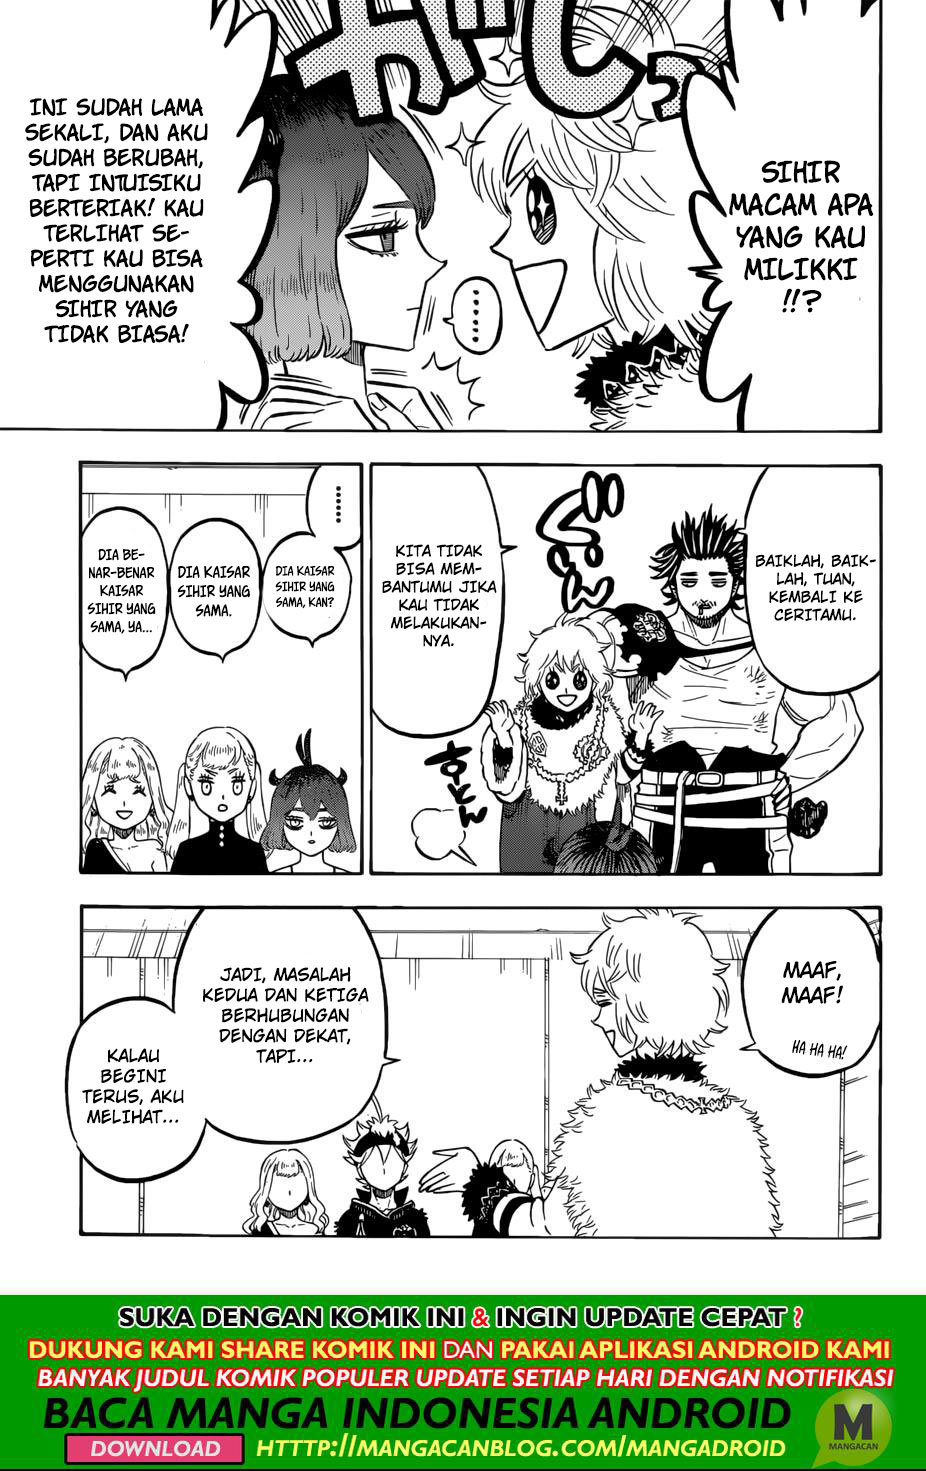 ガしっ
SIHIR
MACAM APA
YANG KAU
MILIKKI
!!?
INI SUDAH LAMA
SEKALI, DAN AKU
SUDAH BERUBAH,
TAPI INTUISIKU
BERTERIAK! KAU
TERLIHAT SE-
PERTI KAU BISA
MENGGUNAKAN
SIHIR YANG
TIDAK BIASA!
......
BAIKLAH, BAIK-
LAH, TUAN,
KEMBALI KE
CERITAMU.
KITA TIDAK
BISA MEM-
BANTUMU JIKA
KAU TIDAK
MELAKUKAN-
NYA.
......
DIA KAISAR
SIHIR YANG
SAMA, KAN?
DIA KAISAR
SIHIR YANG
SAMA.
DIA BE-
NAR-BENAR
KAISAR
SIHIR YANG
SAMA, YA...
MAAF,
MAAF!
HA HA HA!
JADI, MASALAH
KEDUA DAN KETIGA
BERHUBUNGAN
DENGAN DEKAT,
TAPI...
KALAU
BEGINI
TERUS, AKU
MELIHAT...
SUKA DENGAN KOMIK INI & INGIN UPDATE CEPAT ?
DUKUNG KAMI SHARE KOMIK INI DAN PAKAI APLIKASI ANDROID KAMI
BANYAK JUDUL KOMIK POPULER UPDATE SETIAP HARI DENGAN NOTIFIKASI
BACA MANGA INDONESIA ANDROID
DOWNLOAD HTTTP://MANGACANBLOG.COM/MANGADROID
M
MANGACAN